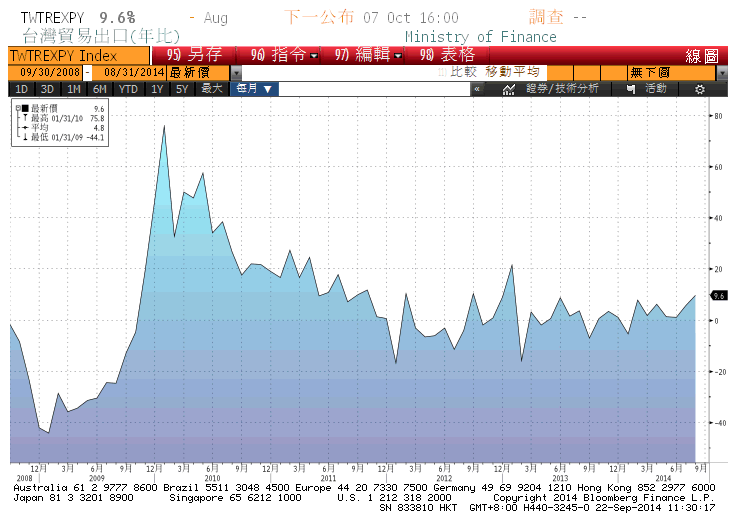 TWTREXPY 9.6% - Aug 下一公布 07 Oct 16:00 調查 --
台灣貿易出口(年比) Ministry of Finance
TWTREXPY Index 95) 另存 96) 指令 97) 編輯 98) 表格 線圖
09/30/2008 - 08/31/2014 最新價 比較 移動平均 無下個
1D 3D 1M 6M YTD 1Y 5Y 最大 每月 ▼ « 證券/技術分析 活動
最新價 9.6
最高 01/31/10 75.8
平均 4.8
最低 01/31/09 -44.1
80
60
40
20
9.6
0
-20
-40
12月 3月 6月 9月 12月 3月 6月 9月 12月 3月 6月 9月 12月 3月 6月 9月 12月 3月 6月 9月 12月 3月 6月 9月
2008 2009 2010 2011 2012 2013 2014
Australia 61 2 9777 8600 Brazil 5511 3048 4500 Europe 44 20 7330 7500 Germany 49 69 9204 1210 Hong Kong 852 2977 6000
Japan 81 3 3201 8900 Singapore 65 6212 1000 U.S. 1 212 318 2000 Copyright 2014 Bloomberg Finance L.P.
SN 833810 HKT GMT+8:00 H440-3245-0 22-Sep-2014 11:30:17